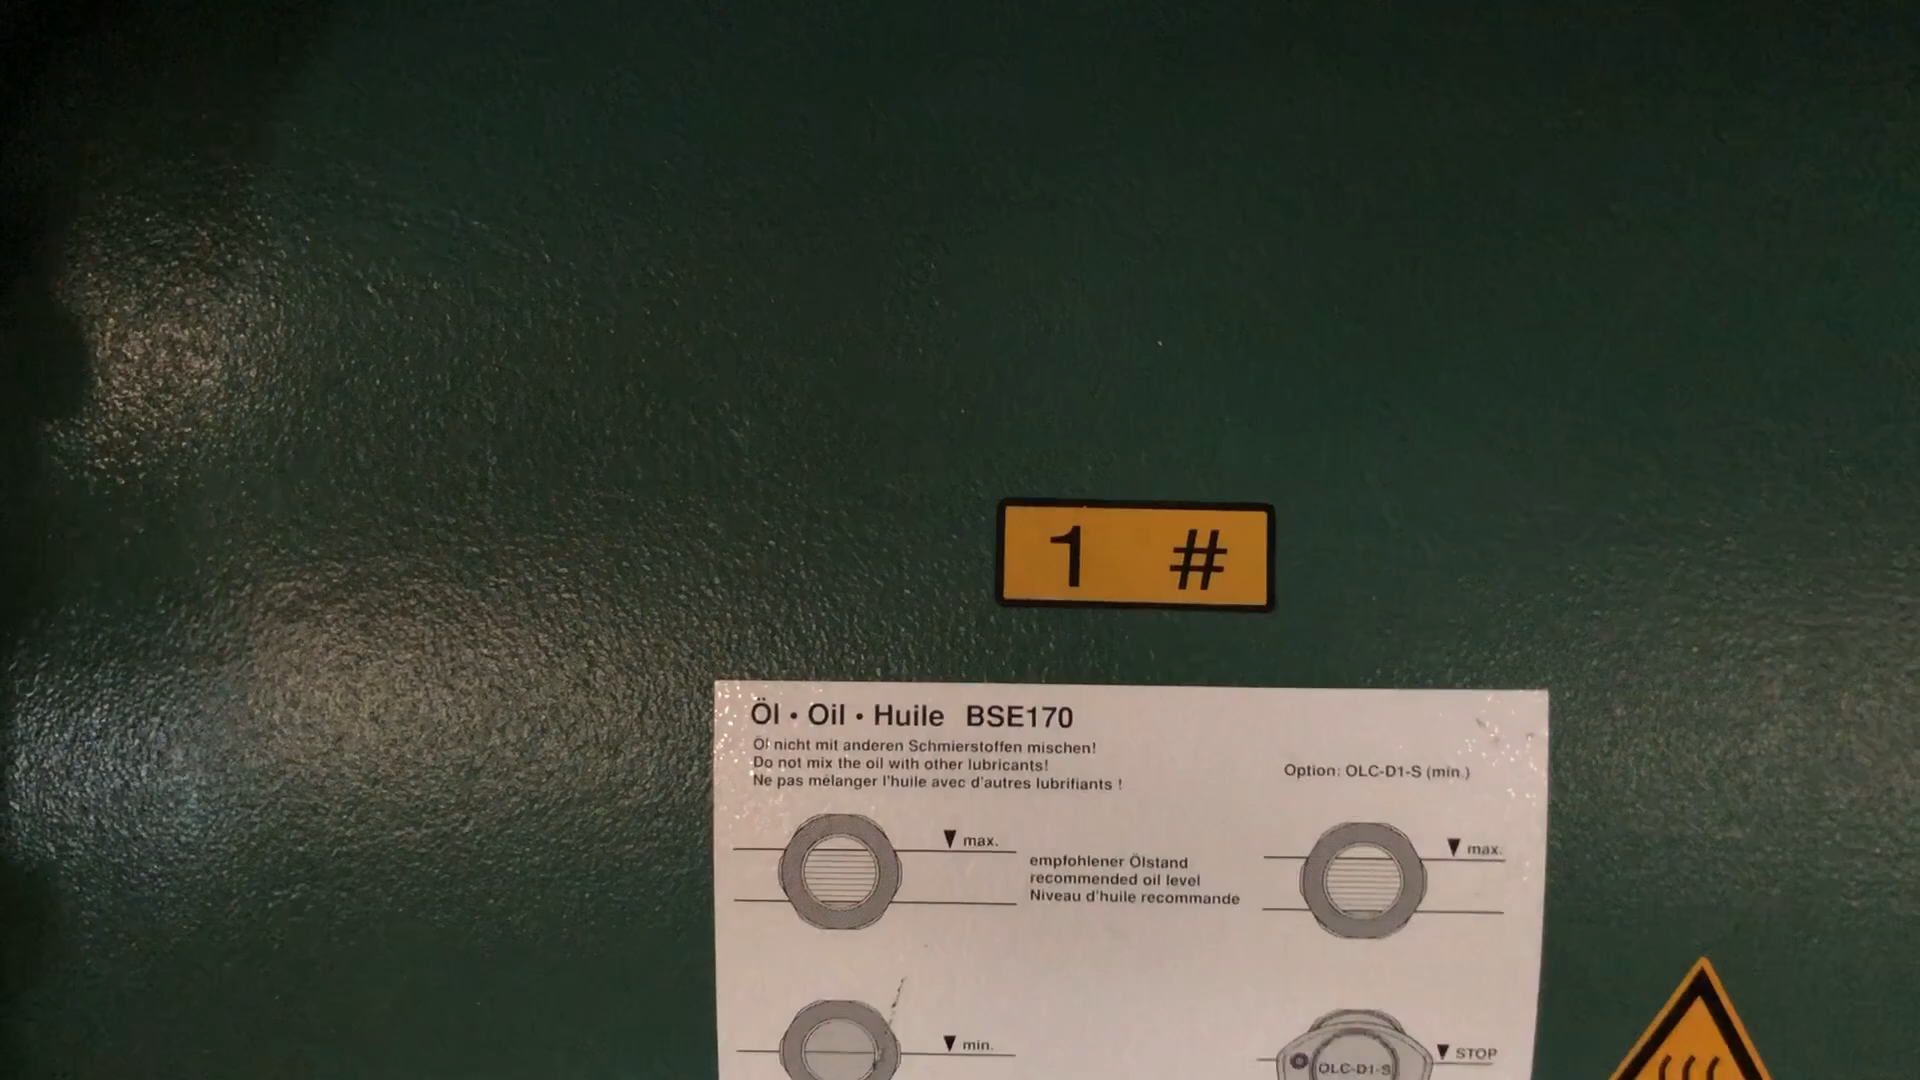 1 #
Öl • Oil • Huile BSE170
Öl nicht mit anderen Schmierstoffen mischen!
Do not mix the oil with other lubricants!
Ne pas mélanger l'huile avec d'autres lubrifiants !
Option: OLC-D1-S (min.)
max.
empfohlener Ölstand
recommended oil level
Niveau d'huile recommande
max.
min.
STOP
OLC-D1-S